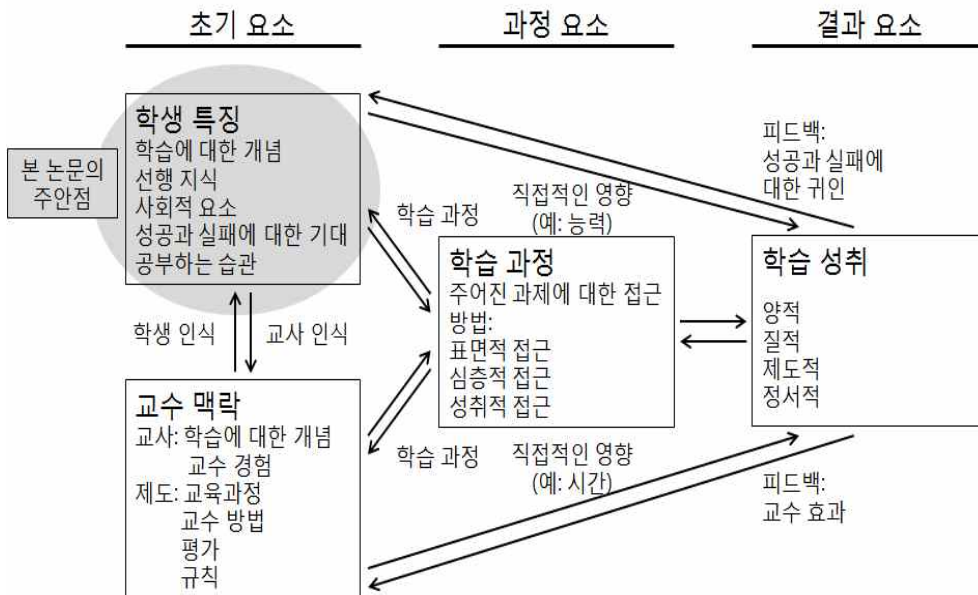 초기 요소
과정 요소
결과 요소
본 논문의
주안점
학생 특징
학습에 대한 개념
선행 지식
사회적 요소
성공과 실패에 대한 기대
공부하는 습관
학생 인식
교사 인식
교수 맥락
교사: 학습에 대한 개념
교수 경험
제도: 교육과정
교수 방법
평가
규칙
학습 과정
직접적인 영향
(예: 능력)
학습 과정
주어진 과제에 대한 접근
방법:
표면적 접근
심층적 접근
성취적 접근
학습 과정
직접적인 영향
(예: 시간)
피드백:
성공과 실패에
대한 귀인
학습 성취
양적
질적
제도적
정서적
피드백:
교수 효과